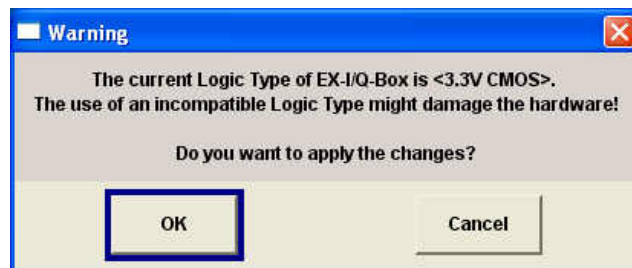 Warning
The current Logic Type of EX-I/Q-Box is <3.3V CMOS>.
The use of an incompatible Logic Type might damage the hardware!
Do you want to apply the changes?
OK Cancel